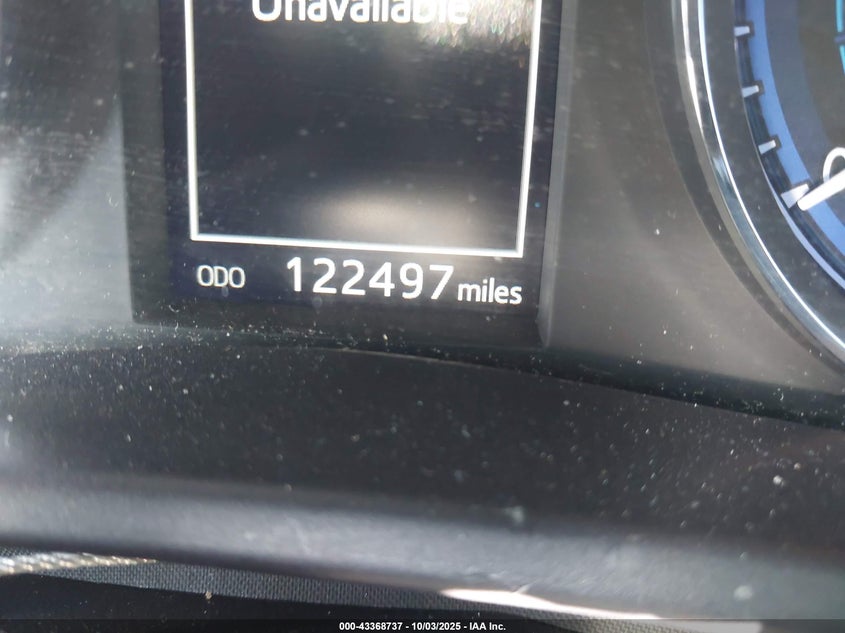 Unavailable
ODO 122497 miles
000-43368737 - 10/03/2025 - IAA Inc.